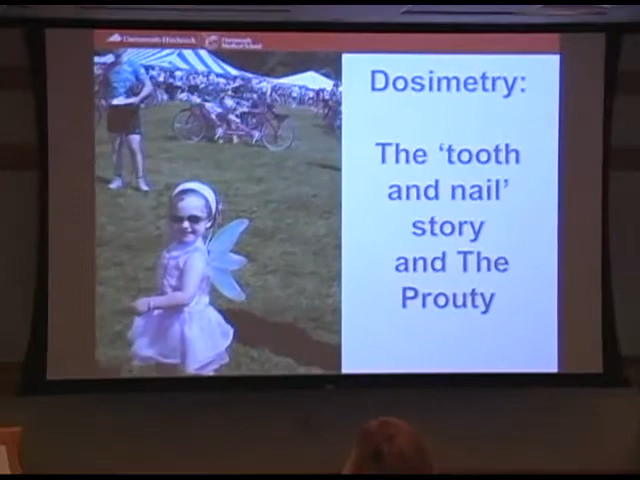 Dartmouth-Hitchcock
Dartmouth
Medical School
Dosimetry:
The ‘tooth
and nail’
story
and The
Prouty